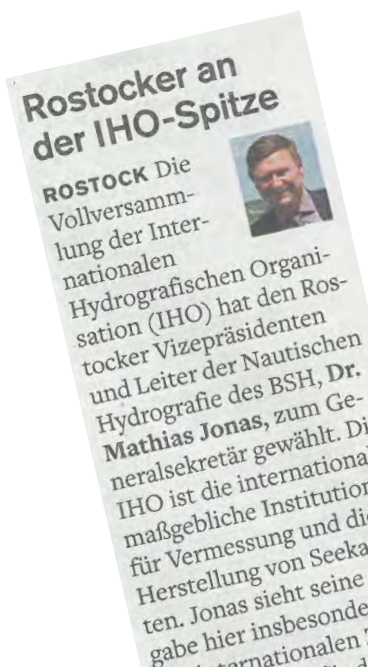 Rostocker an
der IHO-Spitze
ROSTOCK Die
Vollversamm-
lung der Inter-
nationalen
Hydrografischen Organi-
sation (IHO) hat den Ros-
tocker Vizepräsidenten
und Leiter der Nautischen
Hydrografie des BSH, Dr.
Mathias Jonas, zum Ge-
neralsekretär gewählt. Di
IHO ist die international
maßgebliche Institution
für Vermessung und die
Herstellung von Seeka
ten. Jonas sieht seine
gabe hier insbesonde
internationalen